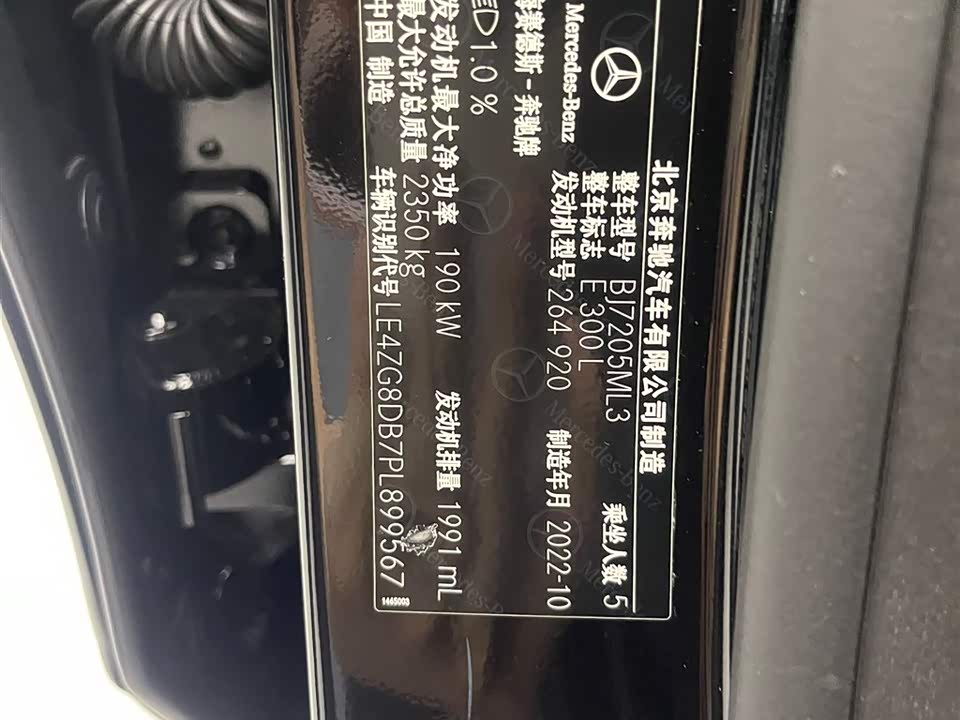 北京奔驰汽车有限公司制造
Mercedes-Benz
梅赛德斯-奔驰牌
整车型号 BJ7205ML3 乘坐人数 5
整车标志 E 300 L
发动机型号 264 920 制造年月 2022-10
1.0 %
发动机最大净功率 190 kW 发动机排量 1991 mL
最大允许总质量 2350 kg
中国 制造 车辆识别代号 LE4ZG8DB7PL899567
1445003